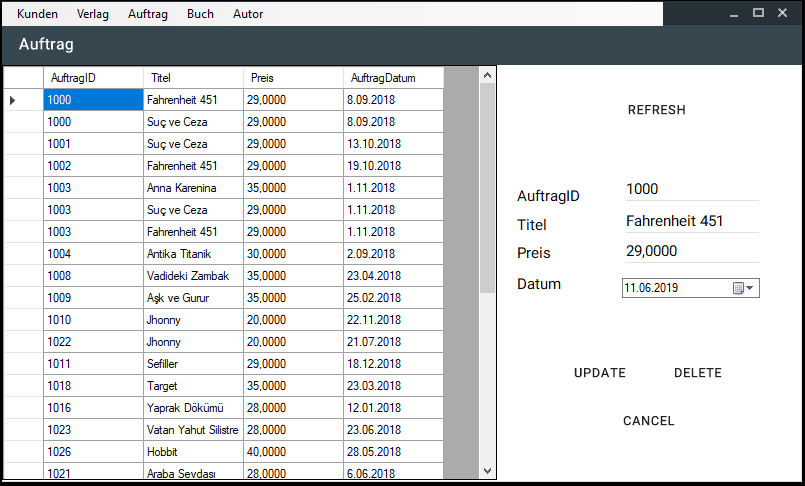 Kunden Verlag Auftrag Buch Autor
Auftrag
AuftragID Titel Preis AuftragDatum
1000 Fahrenheit 451 29,0000 8.09.2018
1000 Suç ve Ceza 29,0000 8.09.2018
1001 Suç ve Ceza 29,0000 13.10.2018
1002 Fahrenheit 451 29,0000 19.10.2018
1003 Anna Karenina 35,0000 1.11.2018
1003 Suç ve Ceza 29,0000 1.11.2018
1003 Fahrenheit 451 29,0000 1.11.2018
1004 Antika Titanik 30,0000 2.09.2018
1008 Vadideki Zambak 35,0000 23.04.2018
1009 Aşk ve Gurur 35,0000 25.02.2018
1010 Jhonny 20,0000 22.11.2018
1022 Jhonny 20,0000 21.07.2018
1011 Sefiller 29,0000 18.12.2018
1018 Target 35,0000 23.03.2018
1016 Yaprak Dökümü 28,0000 12.01.2018
1023 Vatan Yahut Silistre 28,0000 23.06.2018
1026 Hobbit 40,0000 28.05.2018
1021 Araba Sevdası 28,0000 6.06.2018
REFRESH
AuftragID 1000
Titel Fahrenheit 451
Preis 29,0000
Datum 11.06.2019
UPDATE DELETE
CANCEL